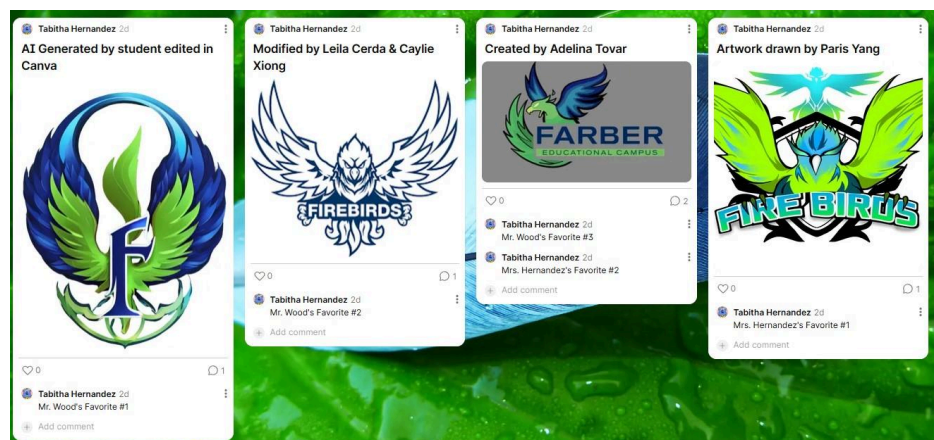 Tabitha Hernandez 2d
AI Generated by student edited in
Canva
F
0
1
Tabitha Hernandez 2d
Mr. Wood's Favorite #1
Add comment
Tabitha Hernandez 2d
Modified by Leila Cerda & Caylie
Xiong
FIREBIRDS
0
1
Tabitha Hernandez 2d
Mr. Wood's Favorite #2
Add comment
Tabitha Hernandez 2d
Created by Adelina Tovar
FARBER
EDUCATIONAL CAMPUS
0
2
Tabitha Hernandez 2d
Mr. Wood's Favorite #3
Tabitha Hernandez 2d
Mrs. Hernandez's Favorite #2
Add comment
Tabitha Hernandez 2d
Artwork drawn by Paris Yang
FIRE BIRDS
0
1
Tabitha Hernandez 2d
Mrs. Hernandez's Favorite #1
Add comment